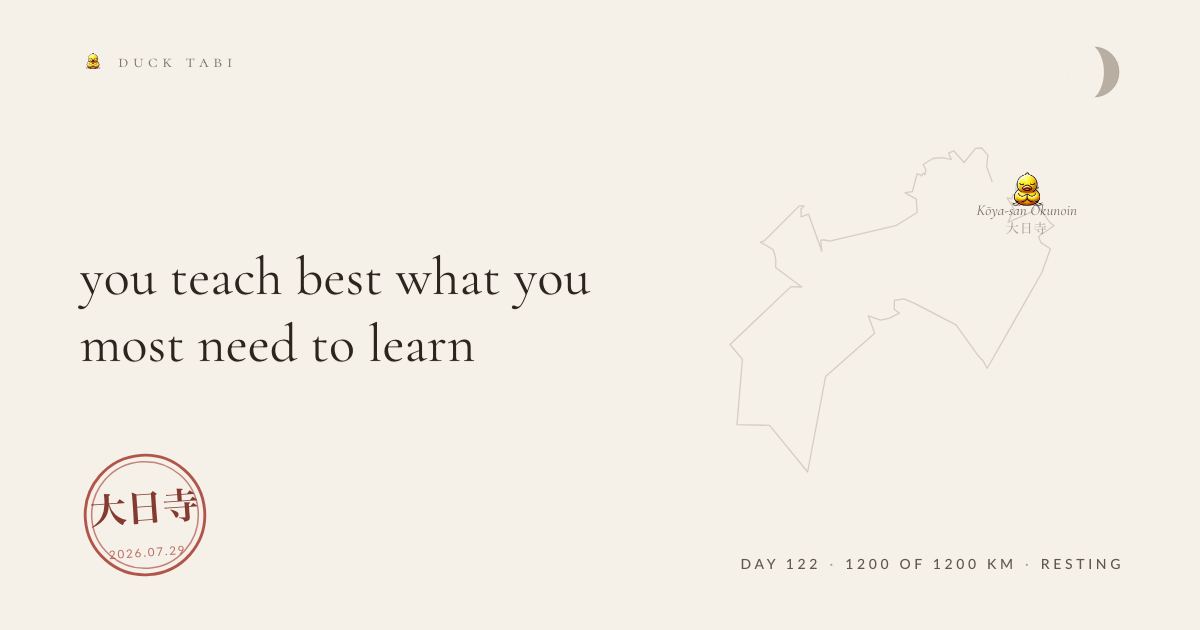 DUCK TABI
Kōya-san Okunoin
大日寺
you teach best what you
most need to learn
大日寺
2026.07.29
DAY 122 · 1200 OF 1200 KM · RESTING